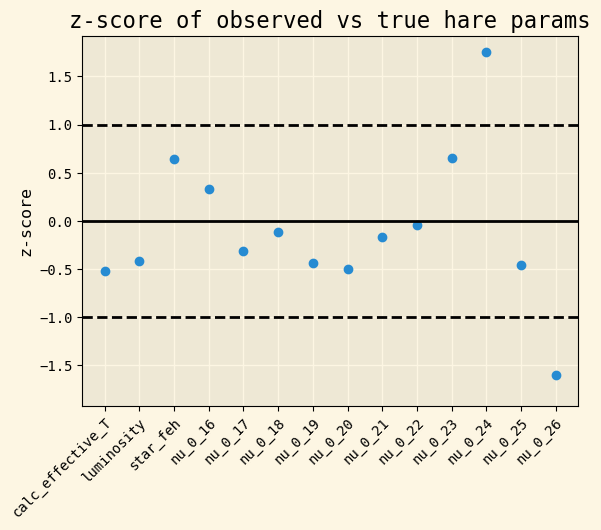 z-score of observed vs true hare params
z-score
1.5
1.0
0.5
0.0
−0.5
−1.0
−1.5
calc_effective_T
luminosity
star_feh
nu_0_16
nu_0_17
nu_0_18
nu_0_19
nu_0_20
nu_0_21
nu_0_22
nu_0_23
nu_0_24
nu_0_25
nu_0_26